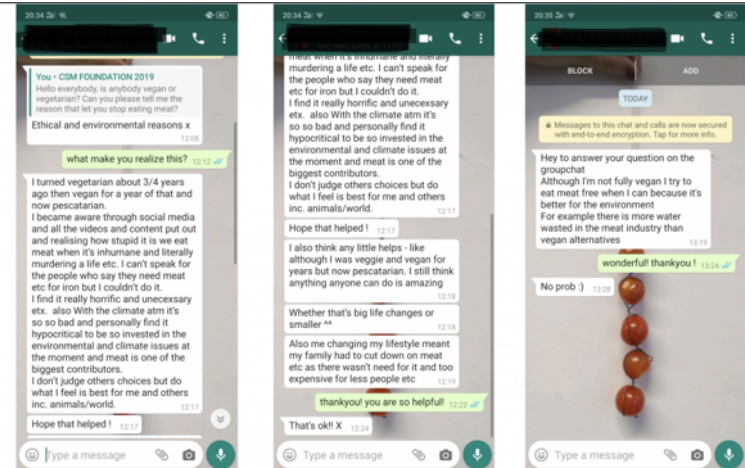 20:34
You • CSM FOUNDATION 2019
Hello everybody, is anybody vegan or
vegetarian? Can you please tell me the
reason that let you stop eating meat?
Ethical and environmental reasons x
12:08
what make you realize this? 12:12
I turned vegetarian about 3/4 years
ago then vegan for a year of that and
now pescatarian.
I became aware through social media
and all the videos and content put out
and realising how stupid it is we eat
meat when it's inhumane and literally
murdering a life etc. I can't speak for
the people who say they need meat
etc for iron but I couldn't do it.
I find it really horrific and unecexsary
etx. also With the climate atm it's
so so bad and personally find it
hypocritical to be so invested in the
environmental and climate issues at
the moment and meat is one of the
biggest contributors.
I don't judge others choices but do
what I feel is best for me and others
inc. animals/world.
12:17
Hope that helped ! 12:17
Type a message
20:34
meat when it's inhumane and literally
murdering a life etc. I can't speak for
the people who say they need meat
etc for iron but I couldn't do it.
I find it really horrific and unecexsary
etx. also With the climate atm it's
so so bad and personally find it
hypocritical to be so invested in the
environmental and climate issues at
the moment and meat is one of the
biggest contributors.
I don't judge others choices but do
what I feel is best for me and others
inc. animals/world.
12:17
Hope that helped ! 12:17
I also think any little helps - like
although I was veggie and vegan for
years but now pescatarian. I still think
anything anyone can do is amazing
12:18
Whether that's big life changes or
smaller ^^
12:18
Also me changing my lifestyle meant
my family had to cut down on meat
etc as there wasn't need for it and too
expensive for less people etc
12:19
thankyou! you are so helpful! 12:22
That's ok!! X 12:24
Type a message
20:35
BLOCK
ADD
TODAY
Messages to this chat and calls are now secured
with end-to-end encryption. Tap for more info.
Hey to answer your question on the
groupchat
Although I'm not fully vegan I try to
eat meat free when I can because it's
better for the environment
For example there is more water
wasted in the meat industry than
vegan alternatives
13:19
wonderful! thankyou ! 13:24
No prob :) 13:28
Type a message